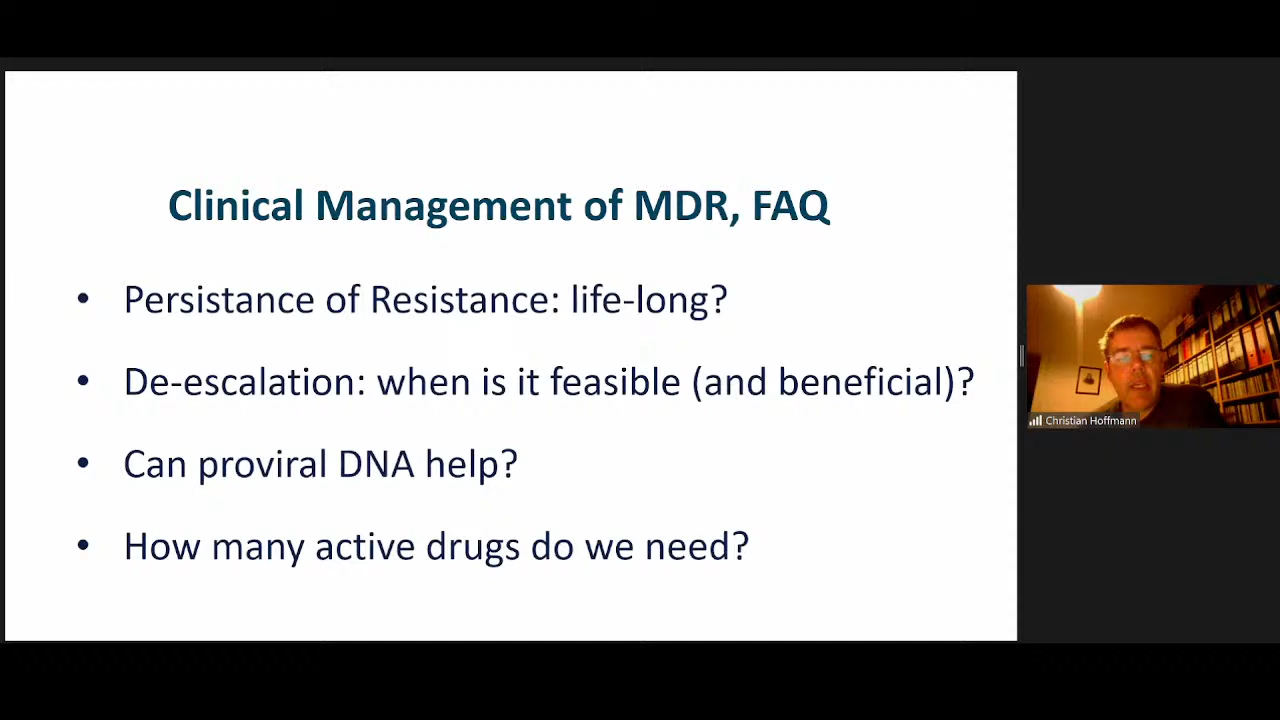 Clinical Management of MDR, FAQ
• Persistance of Resistance: life-long?
• De-escalation: when is it feasible (and beneficial)?
• Can proviral DNA help?
• How many active drugs do we need?
Christian Hoffmann